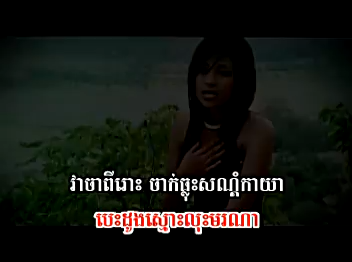 វាចាពីរោះ ចាក់ធ្លុះសណ្ដំកាយា
បេះដូងស្មោះលុះមរណា